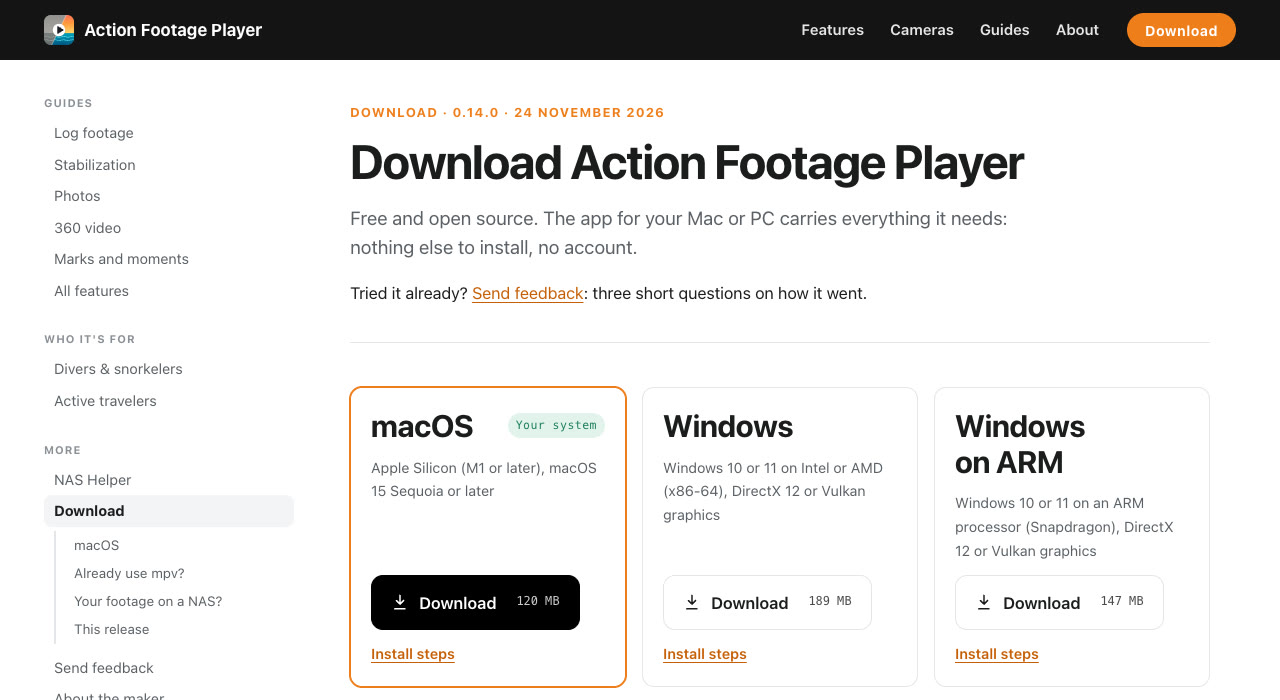 Action Footage Player
Features
Cameras
Guides
About
Download
GUIDES
Log footage
Stabilization
Photos
360 video
Marks and moments
All features
WHO IT'S FOR
Divers & snorkelers
Active travelers
MORE
NAS Helper
Download
macOS
Already use mpv?
Your footage on a NAS?
This release
Send feedback
About the maker
DOWNLOAD · 0.14.0 · 24 NOVEMBER 2026
Download Action Footage Player
Free and open source. The app for your Mac or PC carries everything it needs:
nothing else to install, no account.
Tried it already? Send feedback: three short questions on how it went.
macOS
Your system
Apple Silicon (M1 or later), macOS
15 Sequoia or later
Download 120 MB
Install steps
Windows
Windows 10 or 11 on Intel or AMD
(x86-64), DirectX 12 or Vulkan
graphics
Download 189 MB
Install steps
Windows
on ARM
Windows 10 or 11 on an ARM
processor (Snapdragon), DirectX
12 or Vulkan graphics
Download 147 MB
Install steps